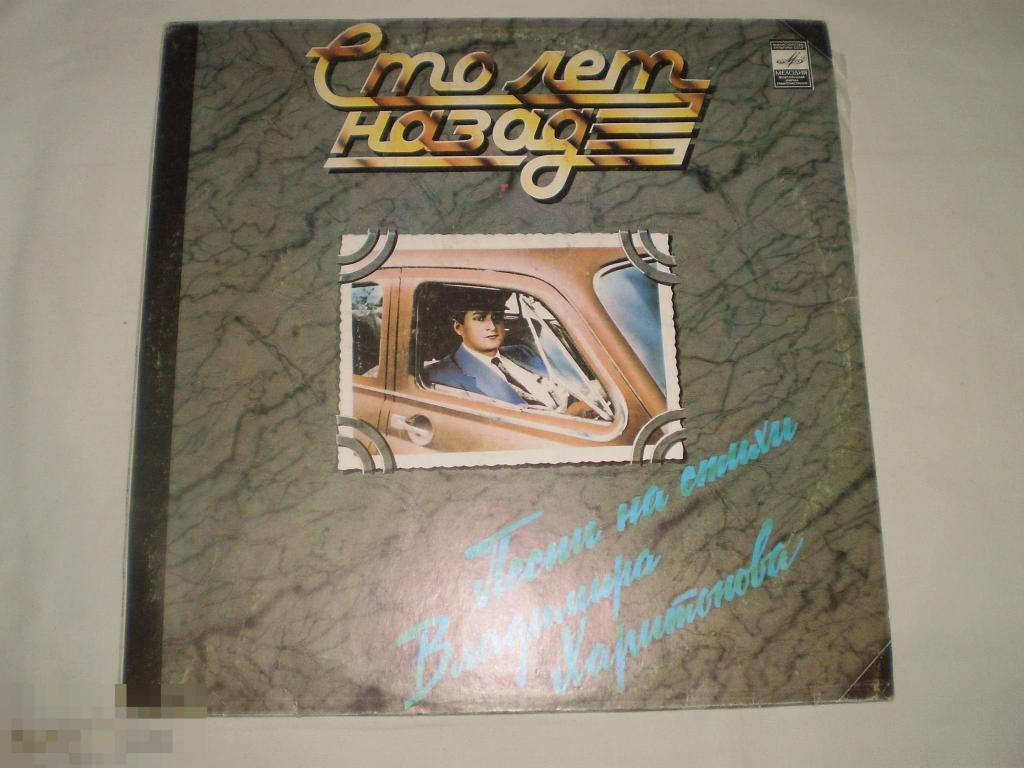 Сто лет
назад
МЕЛОДИЯ
Песни на стихи
Владимира
Харитонова